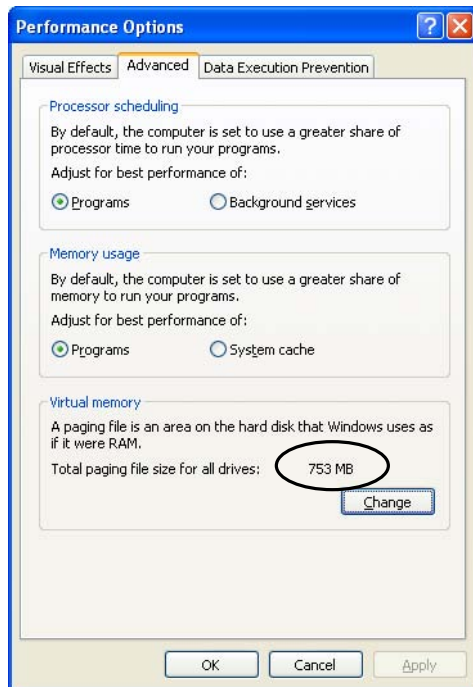 Performance Options
Visual Effects
Advanced
Data Execution Prevention
Processor scheduling
By default, the computer is set to use a greater share of
processor time to run your programs.
Adjust for best performance of:
Programs
Background services
Memory usage
By default, the computer is set to use a greater share of
memory to run your programs.
Adjust for best performance of:
Programs
System cache
Virtual memory
A paging file is an area on the hard disk that Windows uses as
if it were RAM.
Total paging file size for all drives: 753 MB
Change
OK
Cancel
Apply